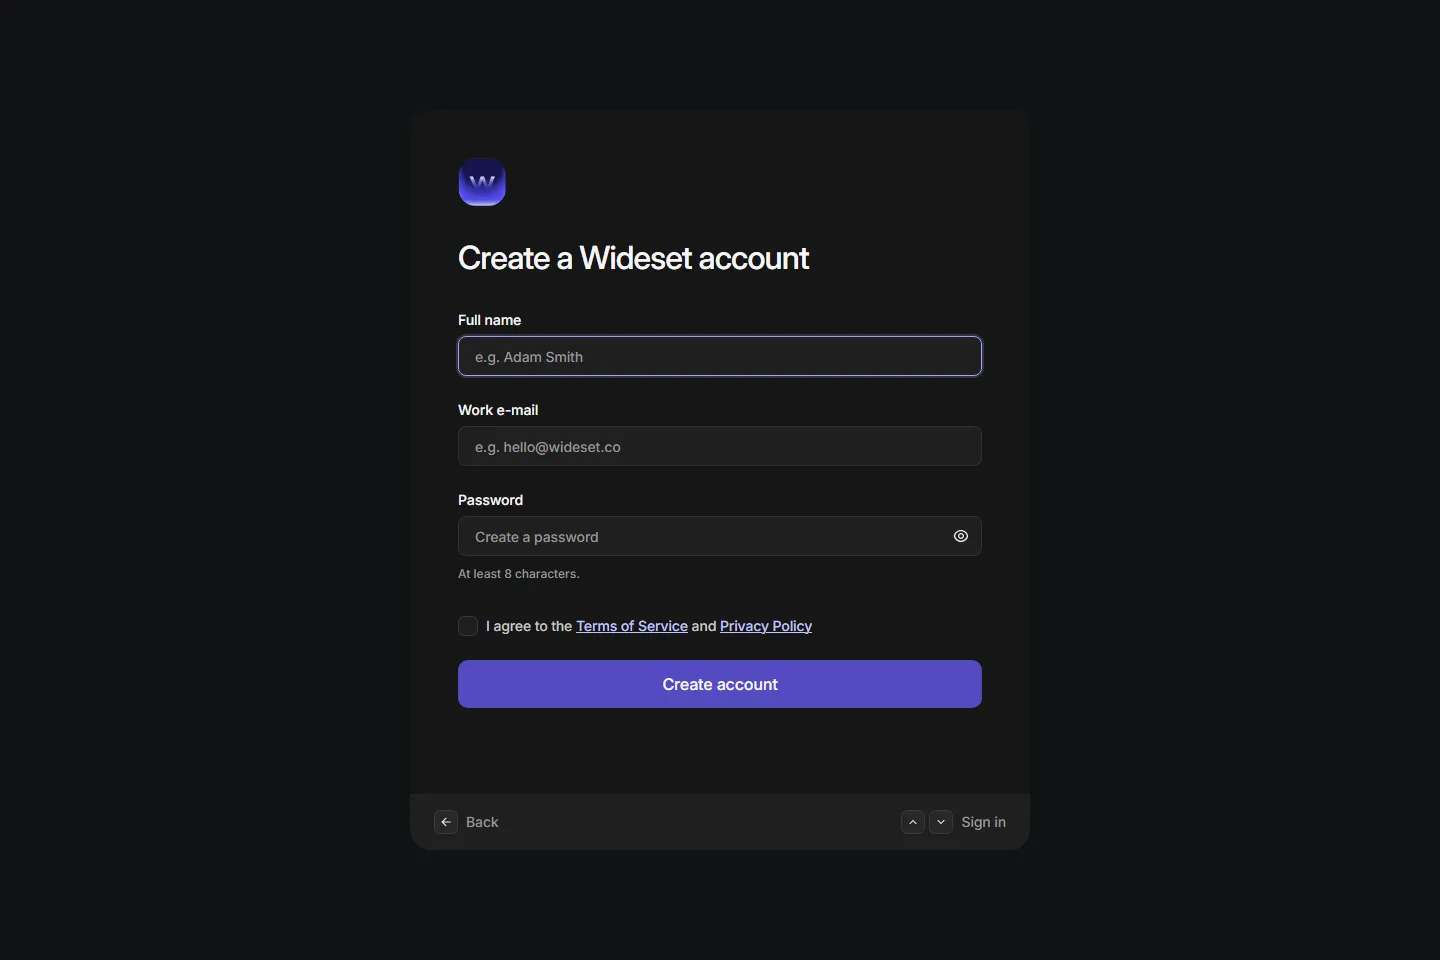 W
Create a Wideset account
Full name
e.g. Adam Smith
Work e-mail
e.g. hello@wideset.co
Password
Create a password
At least 8 characters.
I agree to the Terms of Service and Privacy Policy
Create account
Back
Sign in